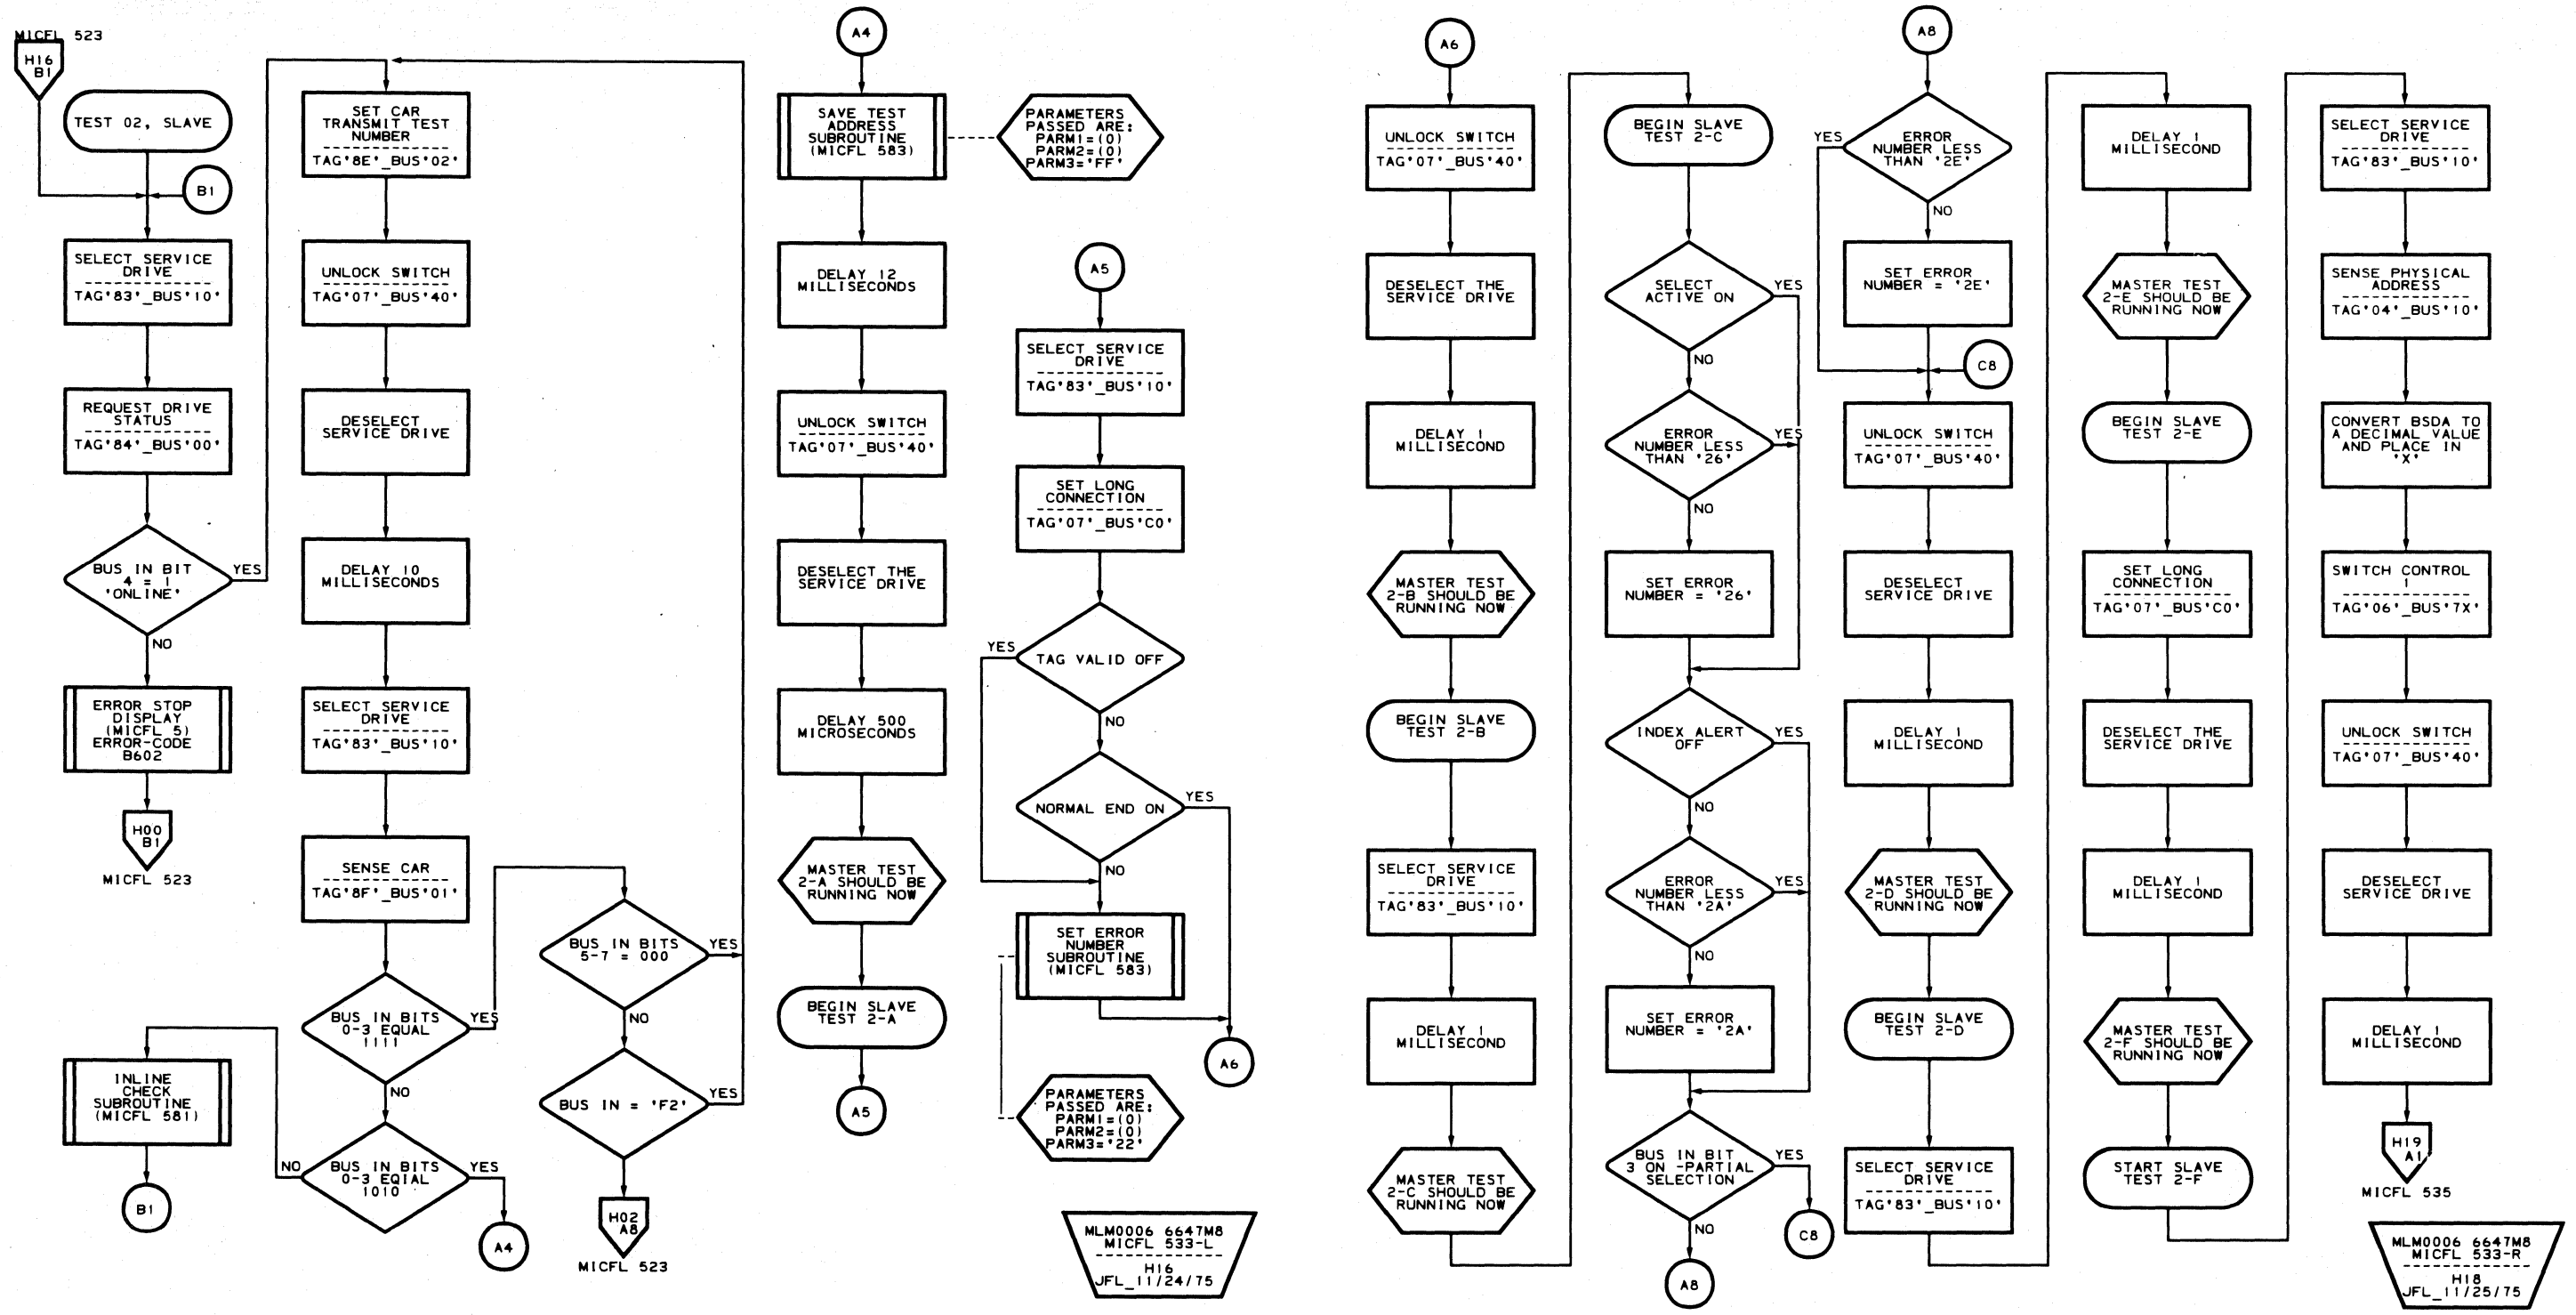 MICFL 523
H16
B1
TEST 02, SLAVE
B1
SELECT SERVICE
DRIVE
TAG'83'_BUS'10'
REQUEST DRIVE
STATUS
TAG'84'_BUS'00'
BUS IN BIT
4 = 1
'ONLINE'
YES
NO
ERROR STOP
DISPLAY
(MICFL 5)
ERROR-CODE
B602
H00
B1
MICFL 523
INLINE
CHECK
SUBROUTINE
(MICFL 581)
B1
SET CAR
TRANSMIT TEST
NUMBER
TAG'8E'_BUS'02'
UNLOCK SWITCH
TAG'07'_BUS'40'
DESELECT
SERVICE DRIVE
DELAY 10
MILLISECONDS
SELECT SERVICE
DRIVE
TAG'83'_BUS'10'
SENSE CAR
TAG'8F'_BUS'01'
BUS IN BITS
0-3 EQUAL
1111
YES
NO
BUS IN BITS
0-3 EQIAL
1010
NO
YES
A4
BUS IN BITS
5-7 = 000
YES
NO
BUS IN = 'F2'
YES
H02
A8
MICFL 523
A4
SAVE TEST
ADDRESS
SUBROUTINE
(MICFL 583)
PARAMETERS
PASSED ARE:
PARM1=(0)
PARM2=(0)
PARM3='FF'
DELAY 12
MILLISECONDS
UNLOCK SWITCH
TAG'07'_BUS'40'
DESELECT THE
SERVICE DRIVE
DELAY 500
MICROSECONDS
MASTER TEST
2-A SHOULD BE
RUNNING NOW
BEGIN SLAVE
TEST 2-A
A5
A5
SELECT SERVICE
DRIVE
TAG'83'_BUS'10'
SET LONG
CONNECTION
TAG'07'_BUS'C0'
YES
TAG VALID OFF
NO
NORMAL END ON
YES
NO
SET ERROR
NUMBER
SUBROUTINE
(MICFL 583)
A6
PARAMETERS
PASSED ARE:
PARM1=(0)
PARM2=(0)
PARM3='22'
MLM0006 6647M8
MICFL 533-L
H16
JFL_11/24/75
A6
UNLOCK SWITCH
TAG'07'_BUS'40'
DESELECT THE
SERVICE DRIVE
DELAY 1
MILLISECOND
MASTER TEST
2-B SHOULD BE
RUNNING NOW
BEGIN SLAVE
TEST 2-B
SELECT SERVICE
DRIVE
TAG'83'_BUS'10'
DELAY 1
MILLISECOND
MASTER TEST
2-C SHOULD BE
RUNNING NOW
BEGIN SLAVE
TEST 2-C
SELECT
ACTIVE ON
YES
NO
ERROR
NUMBER LESS
THAN '26'
YES
NO
SET ERROR
NUMBER = '26'
INDEX ALERT
OFF
YES
NO
ERROR
NUMBER LESS
THAN '2A'
YES
NO
SET ERROR
NUMBER = '2A'
BUS IN BIT
3 ON -PARTIAL
SELECTION
YES
NO
C8
A8
A8
YES
ERROR
NUMBER LESS
THAN '2E'
NO
SET ERROR
NUMBER = '2E'
C8
UNLOCK SWITCH
TAG'07'_BUS'40'
DESELECT
SERVICE DRIVE
DELAY 1
MILLISECOND
MASTER TEST
2-D SHOULD BE
RUNNING NOW
BEGIN SLAVE
TEST 2-D
SELECT SERVICE
DRIVE
TAG'83'_BUS'10'
DELAY 1
MILLISECOND
MASTER TEST
2-E SHOULD BE
RUNNING NOW
BEGIN SLAVE
TEST 2-E
SET LONG
CONNECTION
TAG'07'_BUS'C0'
DESELECT THE
SERVICE DRIVE
DELAY 1
MILLISECOND
MASTER TEST
2-F SHOULD BE
RUNNING NOW
START SLAVE
TEST 2-F
SELECT SERVICE
DRIVE
TAG'83'_BUS'10'
SENSE PHYSICAL
ADDRESS
TAG'04'_BUS'10'
CONVERT BSDA TO
A DECIMAL VALUE
AND PLACE IN
'X'
SWITCH CONTROL
1
TAG'06'_BUS'7X'
UNLOCK SWITCH
TAG'07'_BUS'40'
DESELECT
SERVICE DRIVE
DELAY 1
MILLISECOND
H19
A1
MICFL 535
MLM0006 6647M8
MICFL 533-R
H18
JFL_11/25/75